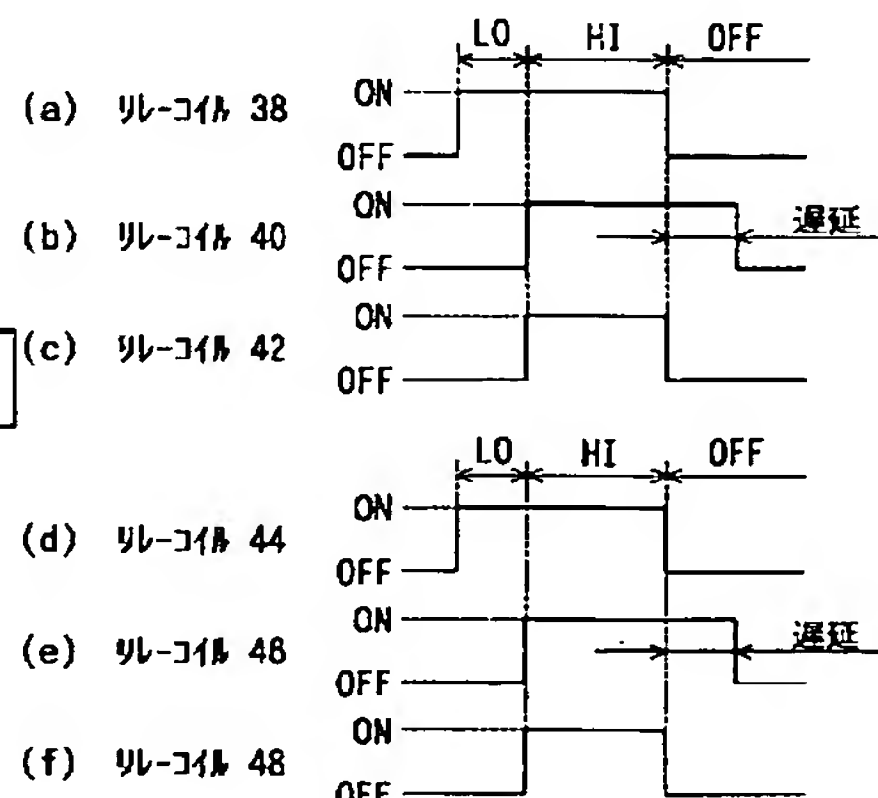 LO HI OFF
(a) リレーコイル 38 ON
OFF
(b) リレーコイル 40 ON
遅延
OFF
(c) リレーコイル 42 ON
OFF
LO HI OFF
(d) リレーコイル 44 ON
OFF
(e) リレーコイル 48 ON
遅延
OFF
(f) リレーコイル 48 ON
OFF